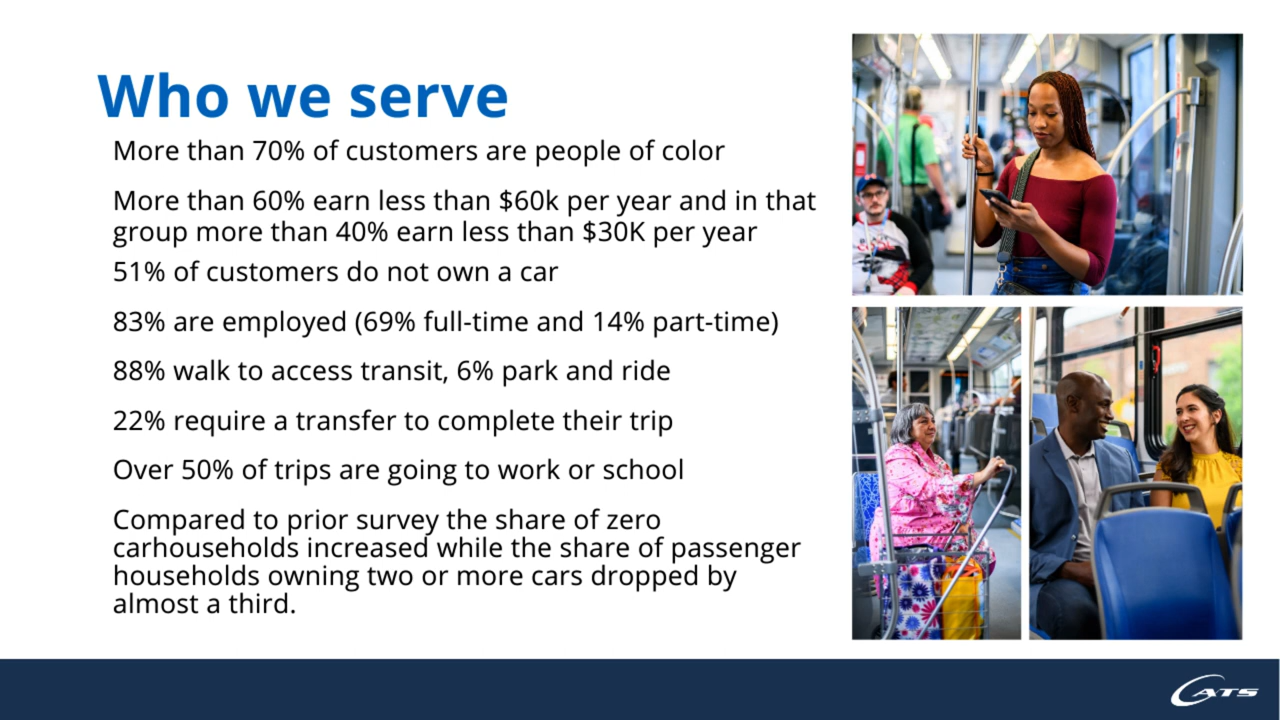 Who we serve
More than 70% of customers are people of color
More than 60% earn less than $60k per year and in that
group more than 40% earn less than $30K per year
51% of customers do not own a car
83% are employed (69% full-time and 14% part-time)
88% walk to access transit, 6% park and ride
22% require a transfer to complete their trip
Over 50% of trips are going to work or school
Compared to prior survey the share of zero
carhouseholds increased while the share of passenger
households owning two or more cars dropped by
almost a third.
CATS